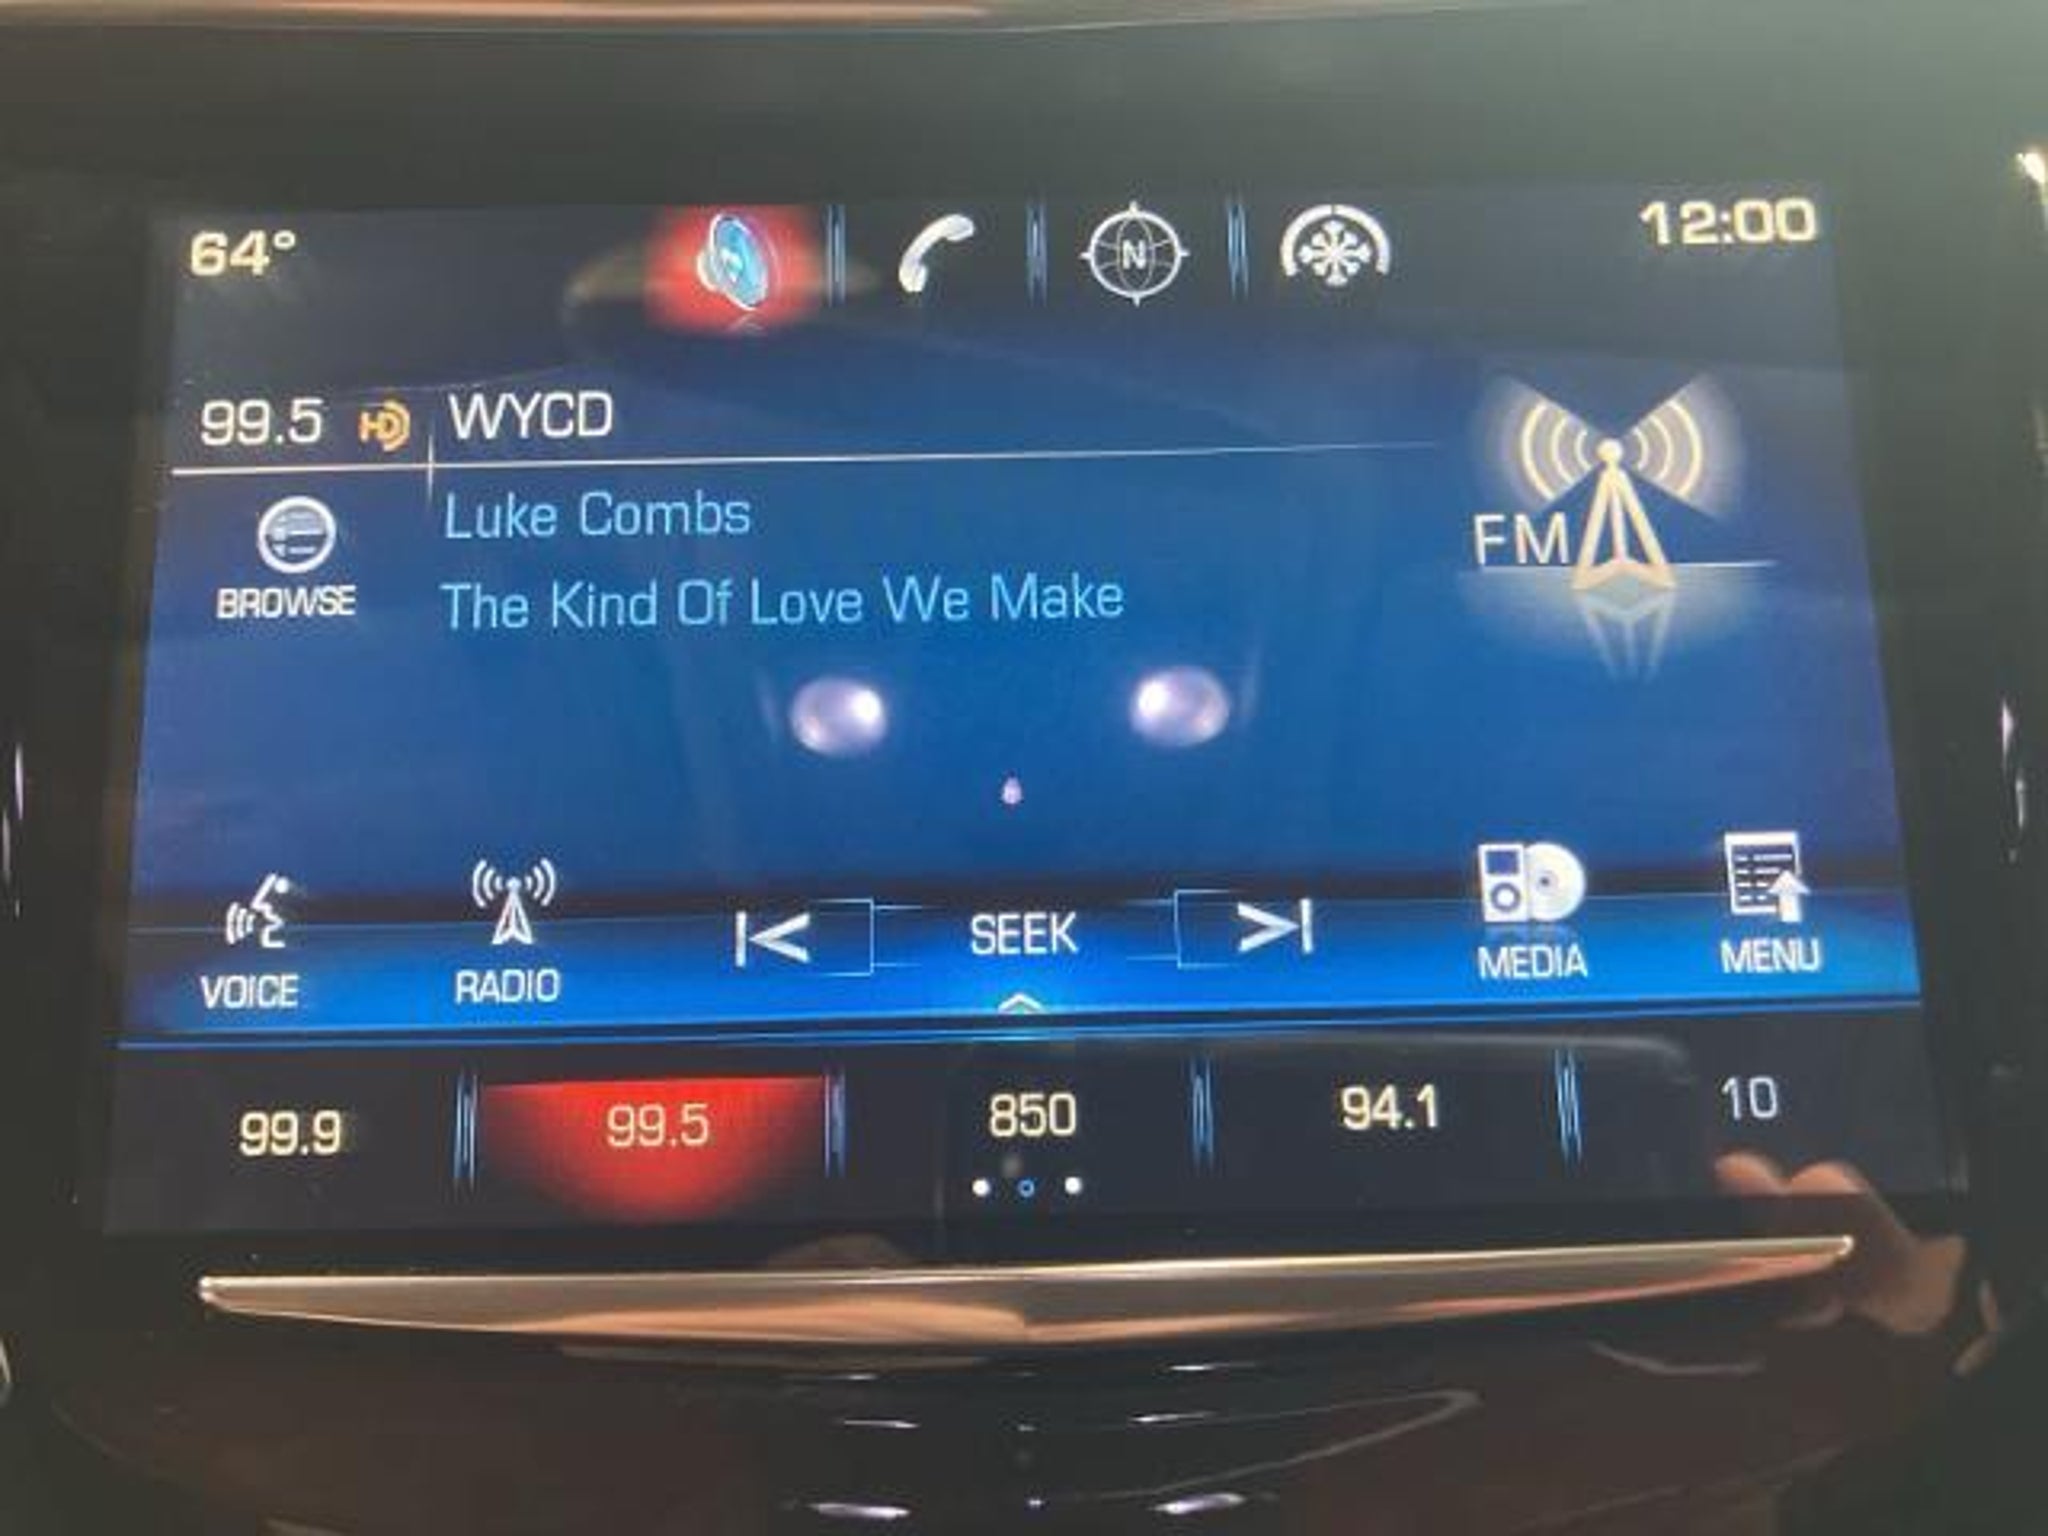 64° 12:00
N
99.5 HD WYCD
Luke Combs
BROWSE The Kind Of Love We Make
FM
VOICE RADIO SEEK MEDIA MENU
99.9 99.5 850 94.1 10